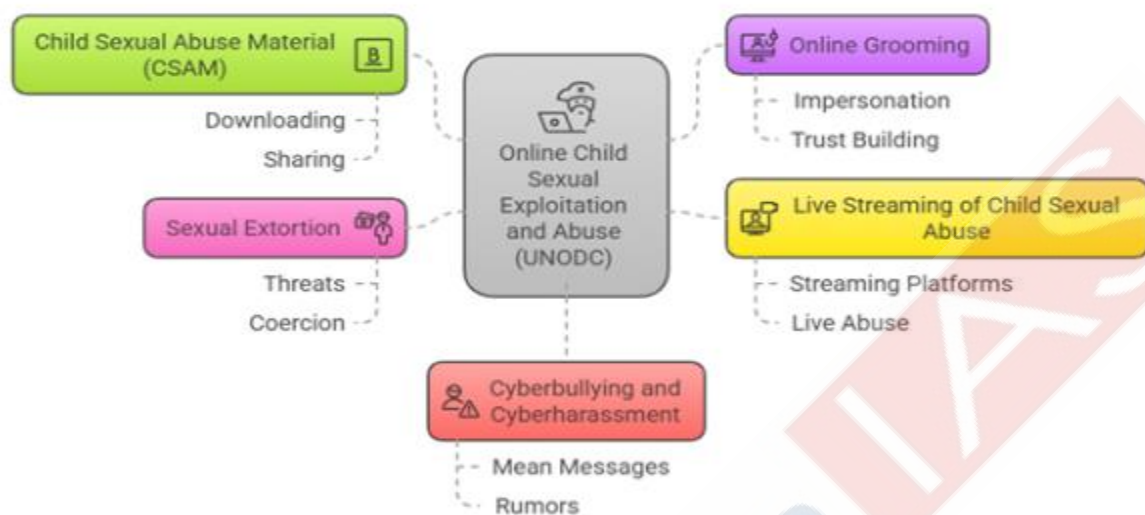 Child Sexual Abuse Material
(CSAM)
Downloading
Sharing
Sexual Extortion
Threats
Coercion
Online Child
Sexual
Exploitation
and Abuse
(UNODC)
Online Grooming
Impersonation
Trust Building
Live Streaming of Child Sexual
Abuse
Streaming Platforms
Live Abuse
Cyberbullying and
Cyberharassment
Mean Messages
Rumors
IAS